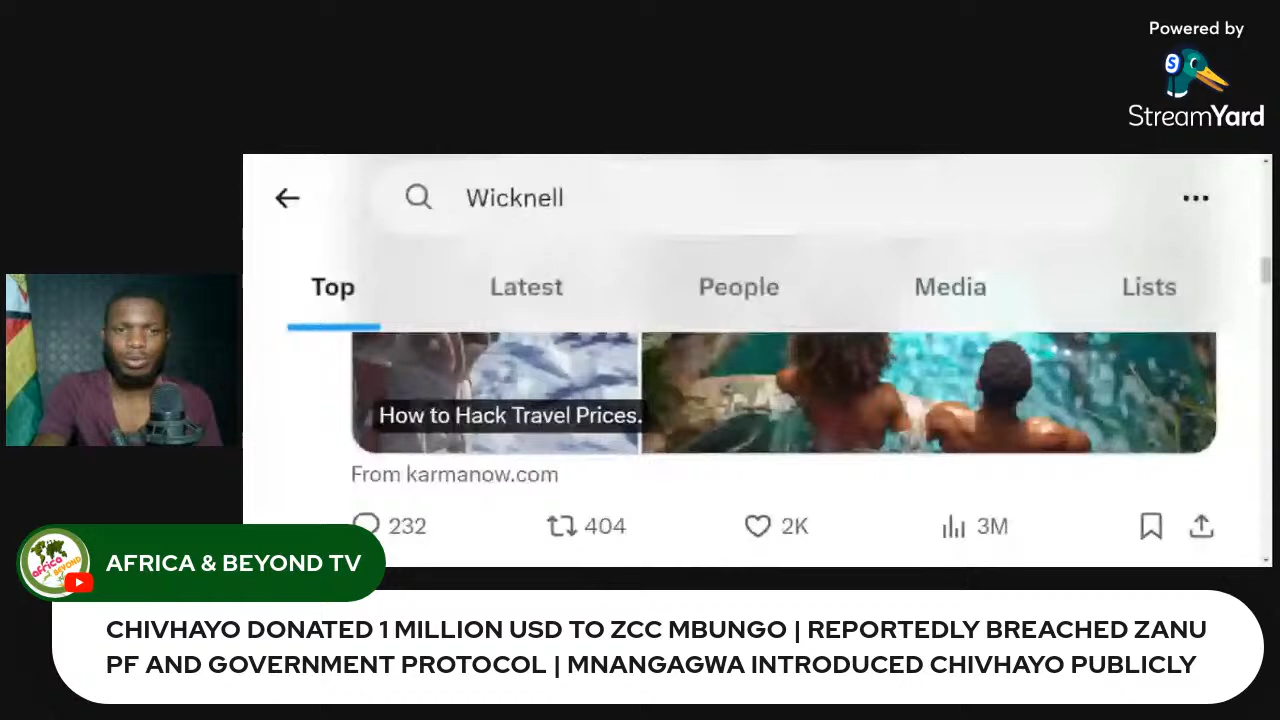 Powered by
StreamYard
Wicknell
Top
Latest
People
Media
Lists
How to Hack Travel Prices.
From karmanow.com
232
404
2K
3M
AFRICA & BEYOND TV
CHIVHAYO DONATED 1 MILLION USD TO ZCC MBUNGO | REPORTEDLY BREACHED ZANU
PF AND GOVERNMENT PROTOCOL | MNANGAGWA INTRODUCED CHIVHAYO PUBLICLY